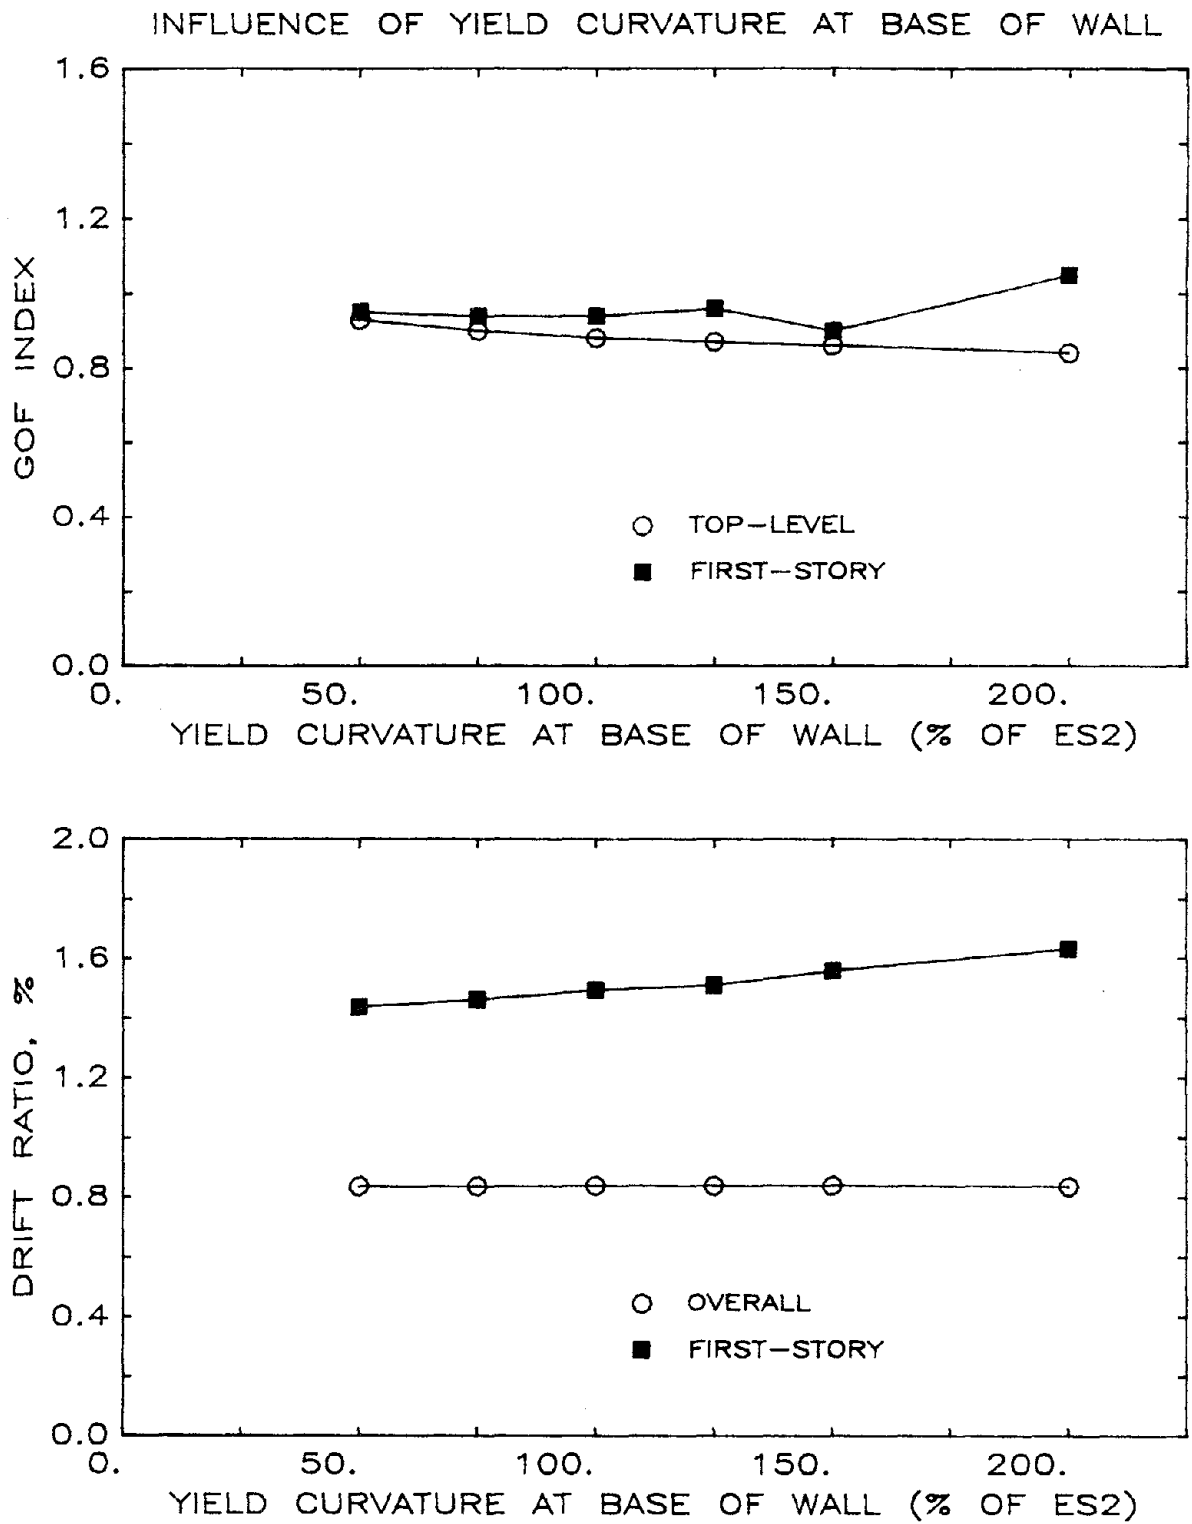 INFLUENCE OF YIELD CURVATURE AT BASE OF WALL
1.6
1.2
0.8
0.4
0.0
GOF INDEX
TOP-LEVEL
FIRST-STORY
0. 50. 100. 150. 200.
YIELD CURVATURE AT BASE OF WALL (% OF ES2)
2.0
1.6
1.2
0.8
0.4
0.0
DRIFT RATIO, %
OVERALL
FIRST-STORY
0. 50. 100. 150. 200.
YIELD CURVATURE AT BASE OF WALL (% OF ES2)